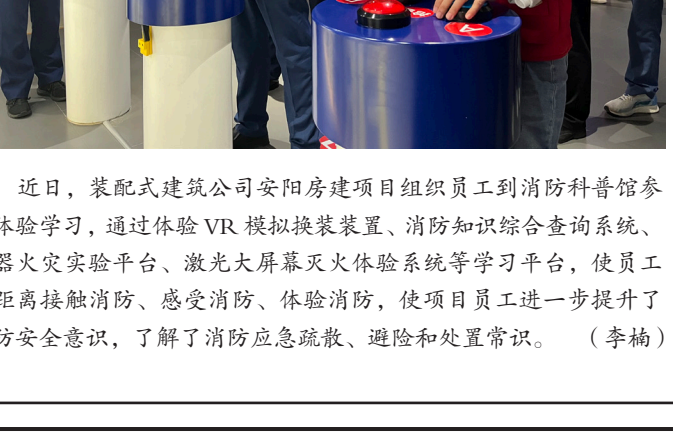 近日，装配式建筑公司安阳房建项目组织员工到消防科普馆参
体验学习，通过体验 VR 模拟换装装置、消防知识综合查询系统、
器火灾实验平台、激光大屏幕灭火体验系统等学习平台，使员工
距离接触消防、感受消防、体验消防，使项目员工进一步提升了
防安全意识，了解了消防应急疏散、避险和处置常识。 （李楠）